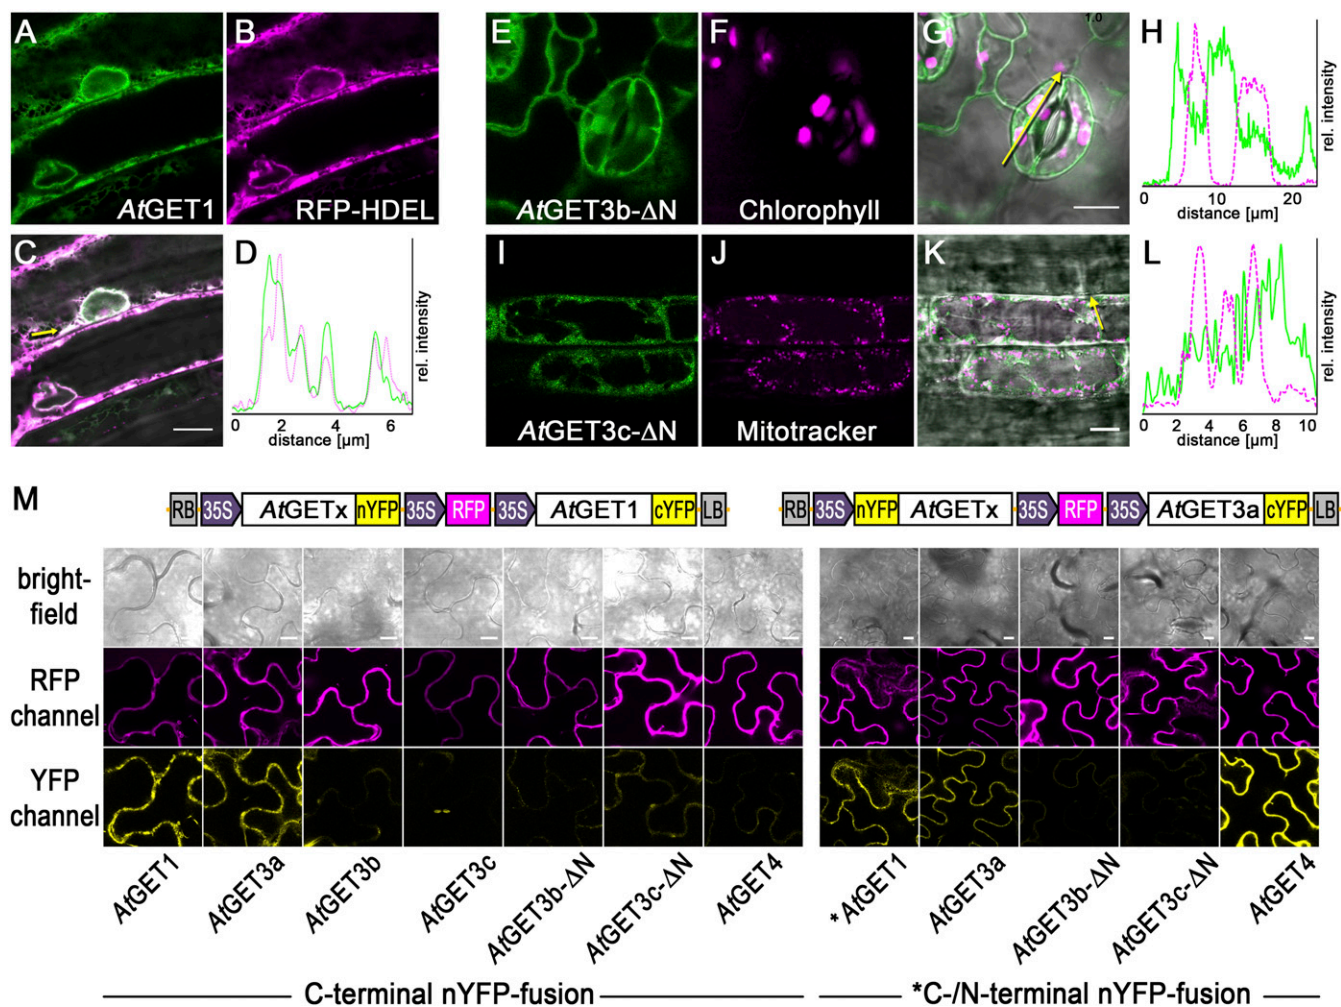 A
AtGET1
B
RFP-HDEL
C
D
rel. intensity
0 2 4 6
distance [μm]
E
AtGET3b-ΔN
F
Chlorophyll
G
1.0
H
rel. intensity
0 10 20
distance [μm]
I
AtGET3c-ΔN
J
Mitotracker
K
L
rel. intensity
0 2 4 6 8 10
distance [μm]
M
RB 35S AtGETx nYFP 35S RFP 35S AtGET1 cYFP LB
RB 35S nYFP AtGETx 35S RFP 35S AtGET3a cYFP LB
bright-
field
RFP
channel
YFP
channel
AtGET1
AtGET3a
AtGET3b
AtGET3c
AtGET3b-ΔN
AtGET3c-ΔN
AtGET4
*AtGET1
AtGET3a
AtGET3b-ΔN
AtGET3c-ΔN
AtGET4
C-terminal nYFP-fusion
*C-/N-terminal nYFP-fusion